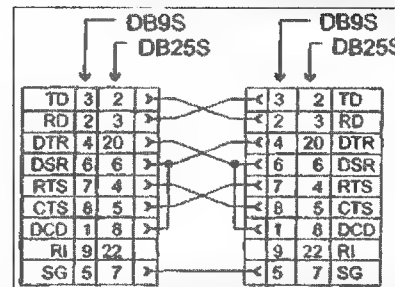 DB9S DB9S
DB25S DB25S
TD 3 2 3 2 TD
RD 2 3 2 3 RD
DTR 4 20 4 20 DTR
DSR 6 6 6 6 DSR
RTS 7 4 7 4 RTS
CTS 8 5 8 5 CTS
DCD 1 8 1 8 DCD
RI 9 22 9 22 RI
SG 5 7 5 7 SG